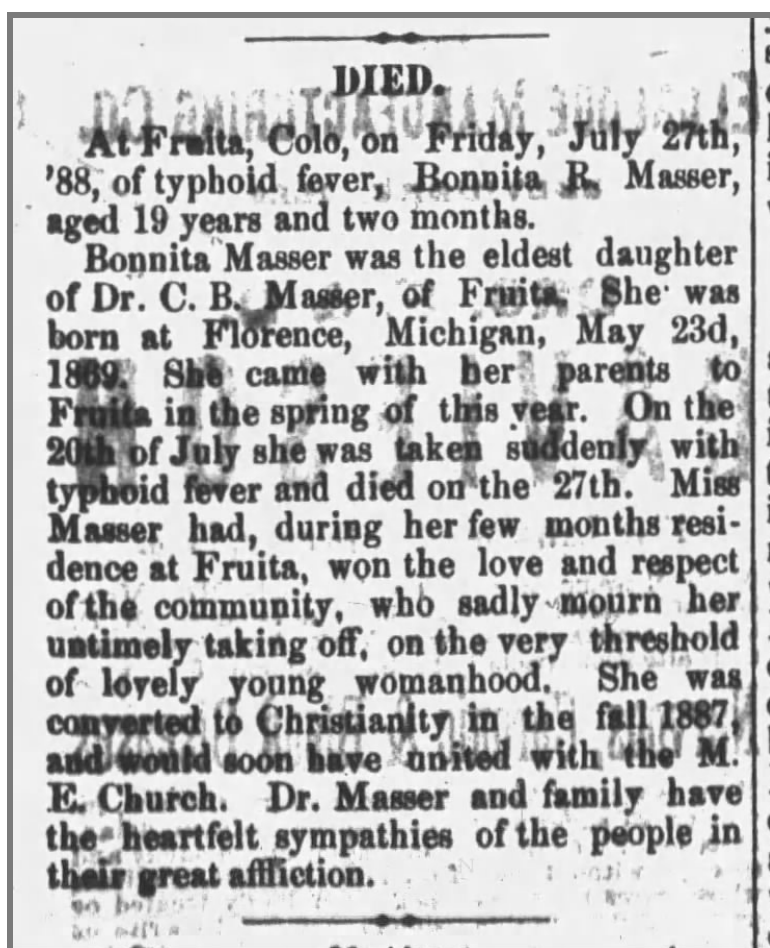 DIED.
At Fruita, Colo, on Friday, July 27th,
'88, of typhoid fever, Bonnita R. Masser,
aged 19 years and two months.
Bonnita Masser was the eldest daughter
of Dr. C. B. Masser, of Fruita. She was
born at Florence, Michigan, May 23d,
1869. She came with her parents to
Fruita in the spring of this year. On the
20th of July she was taken suddenly with
typhoid fever and died on the 27th. Miss
Masser had, during her few months resi-
dence at Fruita, won the love and respect
of the community, who sadly mourn her
untimely taking off, on the very threshold
of lovely young womanhood. She was
converted to Christianity in the fall 1887,
and would soon have united with the M.
E. Church. Dr. Masser and family have
the heartfelt sympathies of the people in
their great affliction.